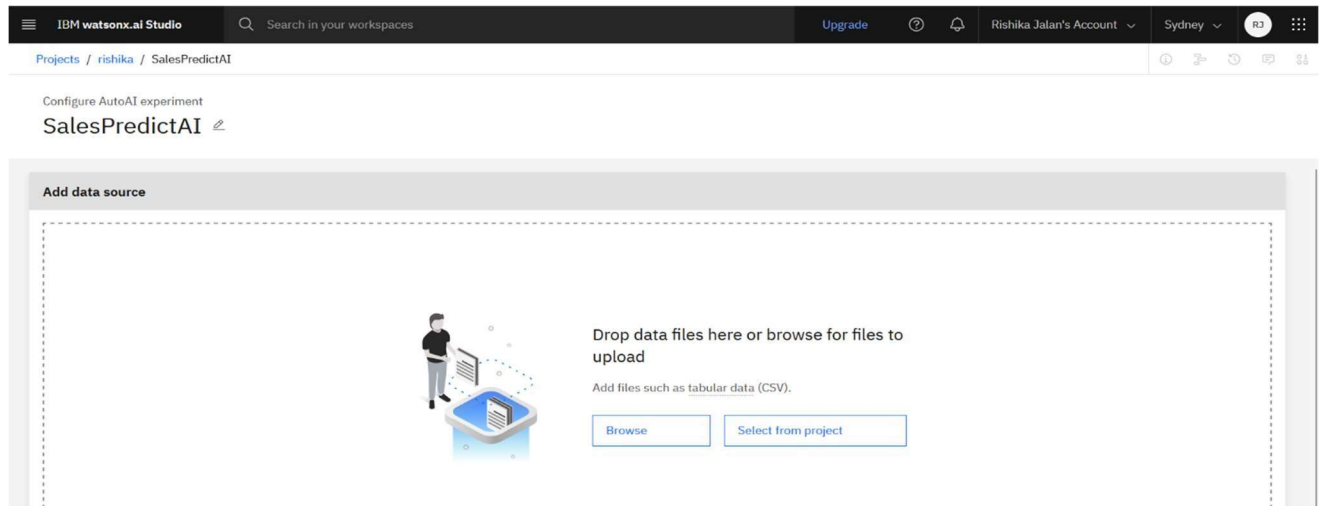 IBM watsonx.ai Studio
Search in your workspaces
Upgrade
Rishika Jalan's Account
Sydney
RJ
Projects / rishika / SalesPredictAI
Configure AutoAI experiment
SalesPredictAI
Add data source
Drop data files here or browse for files to
upload
Add files such as tabular data (CSV).
Browse
Select from project